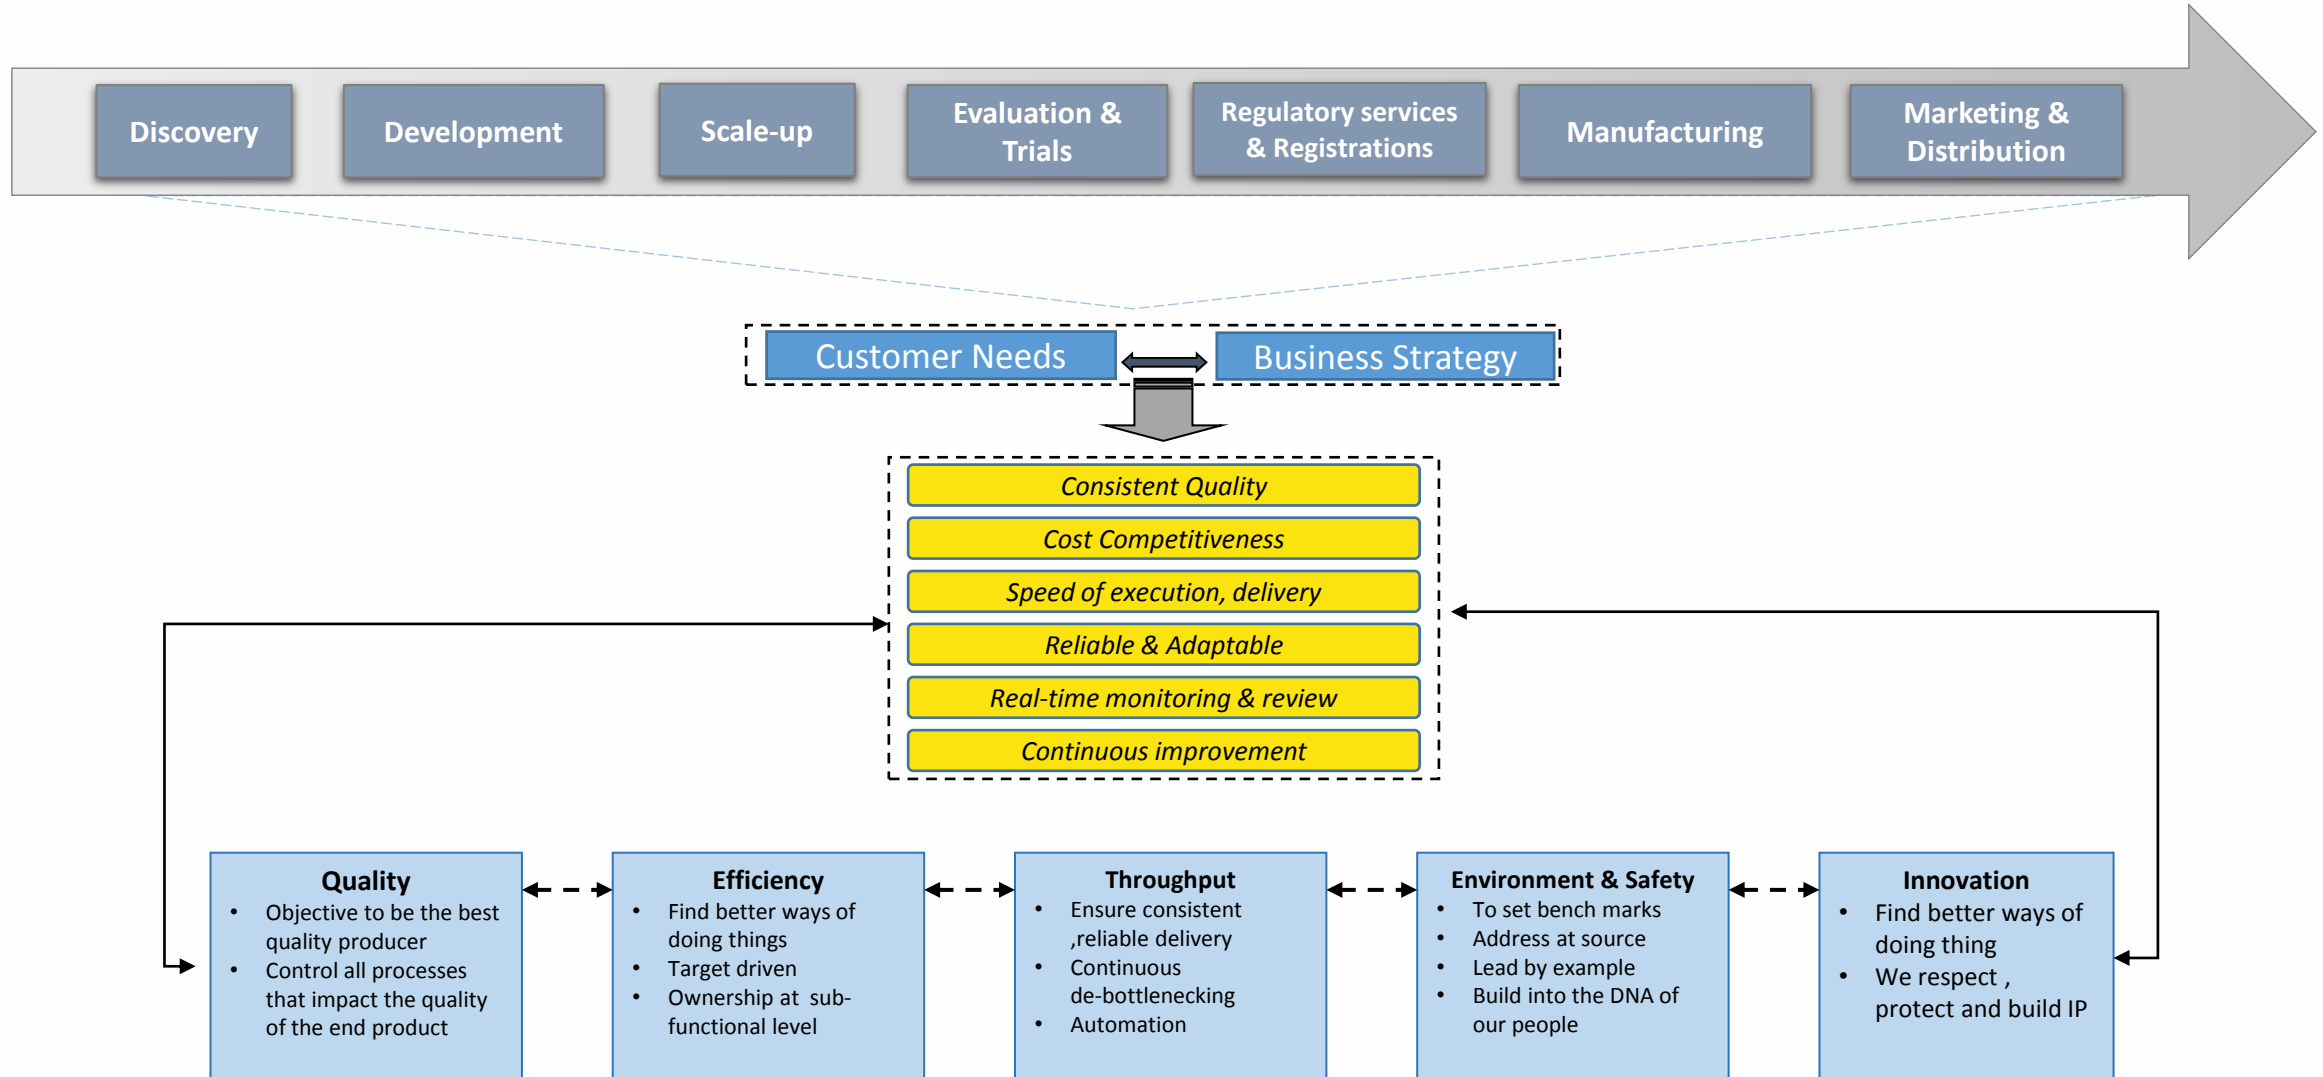 Discovery
Development
Scale-up
Evaluation &
Trials
Regulatory services
& Registrations
Manufacturing
Marketing &
Distribution
Customer Needs
Business Strategy
Consistent Quality
Cost Competitiveness
Speed of execution, delivery
Reliable & Adaptable
Real-time monitoring & review
Continuous improvement
Quality
• Objective to be the best
quality producer
• Control all processes
that impact the quality
of the end product
Efficiency
• Find better ways of
doing things
• Target driven
• Ownership at sub-
functional level
Throughput
• Ensure consistent
,reliable delivery
• Continuous
de-bottlenecking
• Automation
Environment & Safety
• To set bench marks
• Address at source
• Lead by example
• Build into the DNA of
our people
Innovation
• Find better ways of
doing thing
• We respect ,
protect and build IP